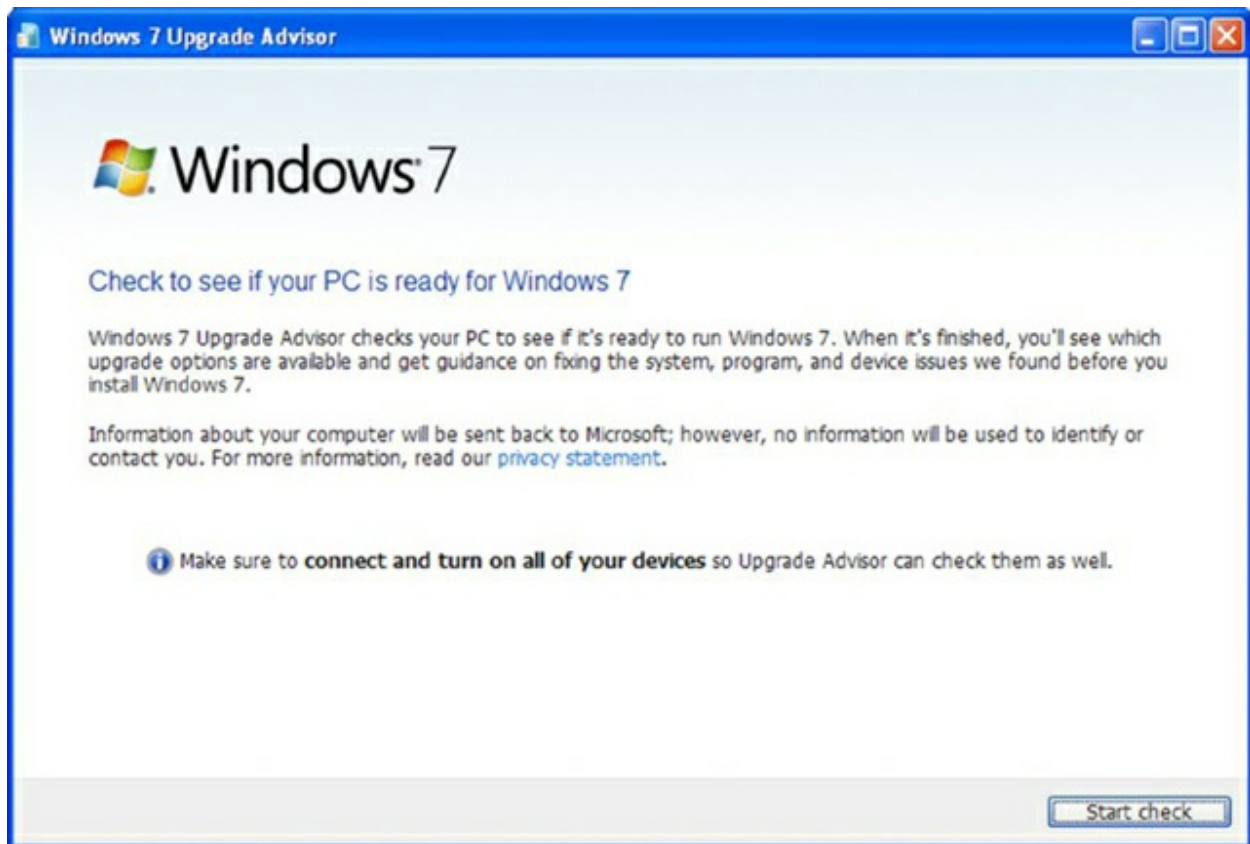 Windows 7 Upgrade Advisor
Windows 7
Check to see if your PC is ready for Windows 7
Windows 7 Upgrade Advisor checks your PC to see if it's ready to run Windows 7. When it's finished, you'll see which
upgrade options are available and get guidance on fixing the system, program, and device issues we found before you
install Windows 7.
Information about your computer will be sent back to Microsoft; however, no information will be used to identify or
contact you. For more information, read our privacy statement.
Make sure to connect and turn on all of your devices so Upgrade Advisor can check them as well.
Start check